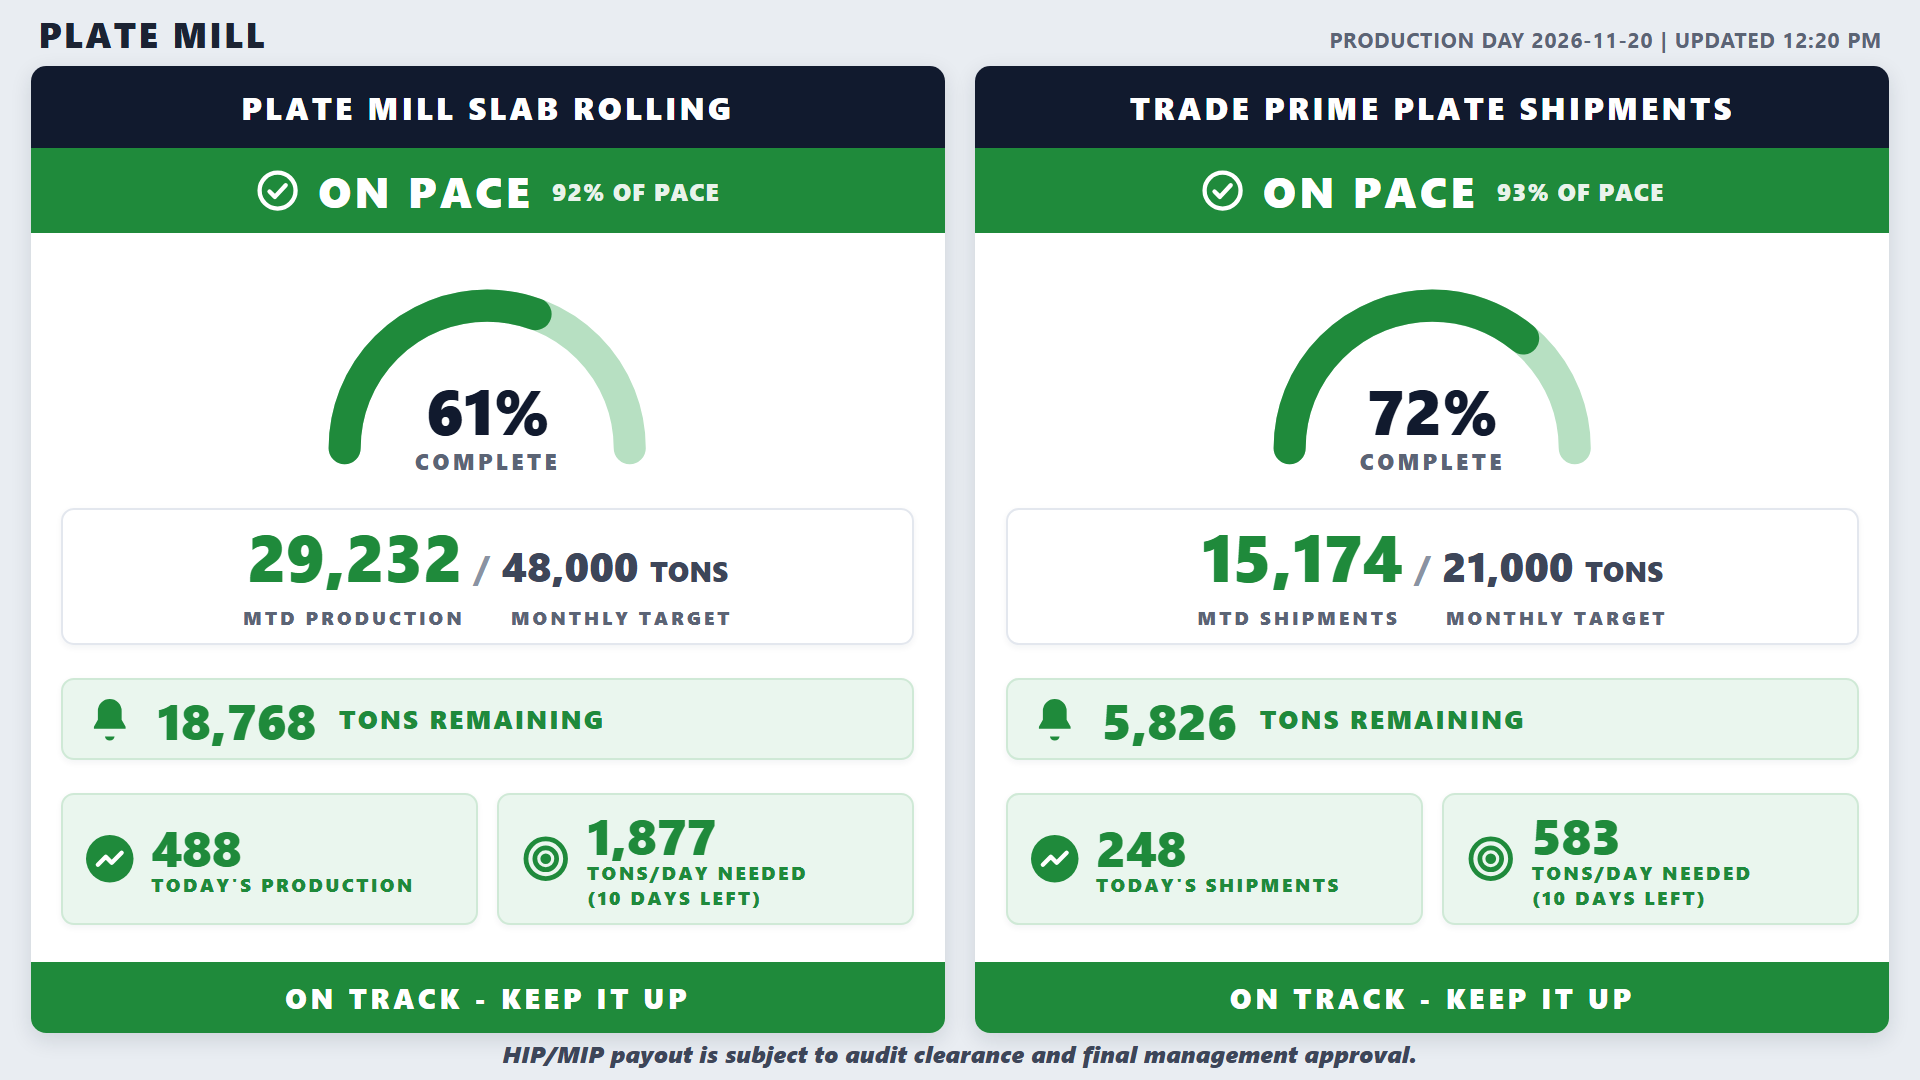 PLATE MILL
PRODUCTION DAY 2026-11-20 | UPDATED 12:20 PM
PLATE MILL SLAB ROLLING
ON PACE 92% OF PACE
61%
COMPLETE
29,232 / 48,000 TONS
MTD PRODUCTION MONTHLY TARGET
18,768 TONS REMAINING
488
TODAY'S PRODUCTION
1,877
TONS/DAY NEEDED
(10 DAYS LEFT)
ON TRACK - KEEP IT UP
TRADE PRIME PLATE SHIPMENTS
ON PACE 93% OF PACE
72%
COMPLETE
15,174 / 21,000 TONS
MTD SHIPMENTS MONTHLY TARGET
5,826 TONS REMAINING
248
TODAY'S SHIPMENTS
583
TONS/DAY NEEDED
(10 DAYS LEFT)
ON TRACK - KEEP IT UP
HIP/MIP payout is subject to audit clearance and final management approval.